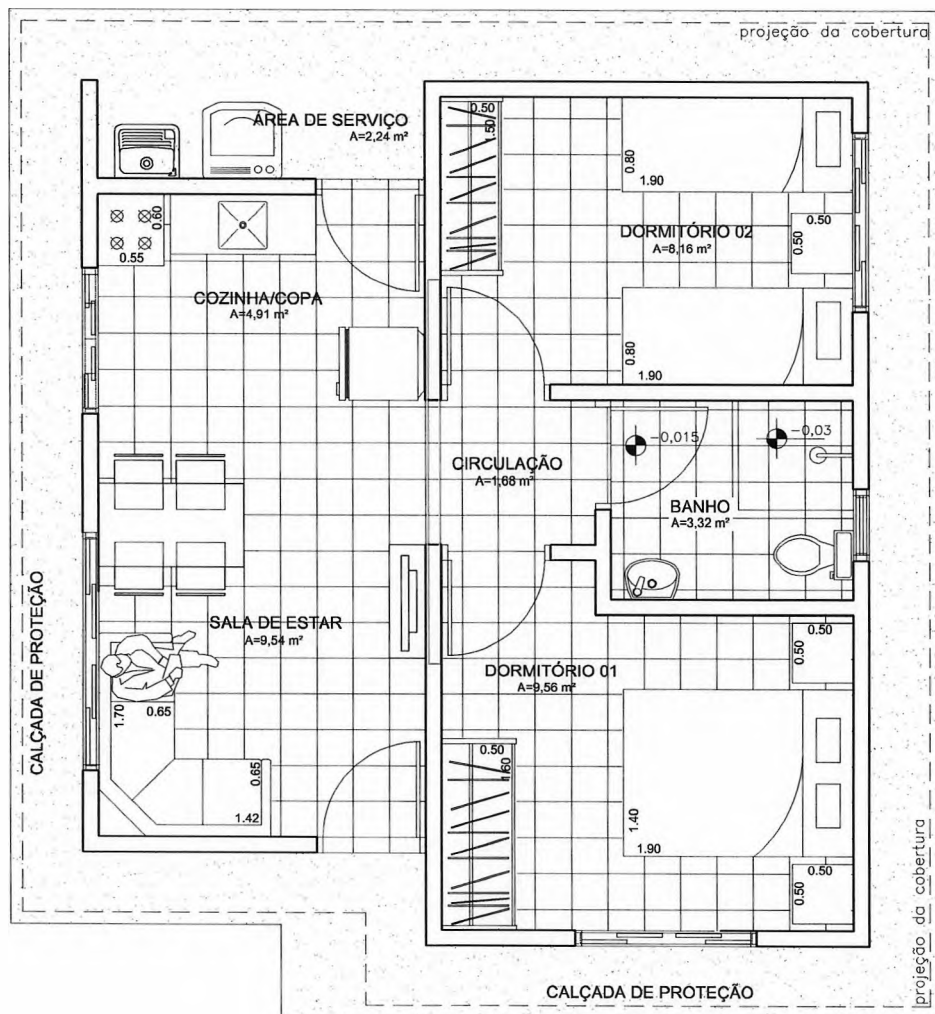 projeção da cobertura
ÁREA DE SERVIÇO
A=2,24 m²
0.50
1.50
0.80
1.90
0.60
0.55
DORMITÓRIO 02
A=8,16 m²
0.50
0.50
COZINHA/COPA
A=4,91 m²
0.80
1.90
-0,015
-0,03
CIRCULAÇÃO
A=1,68 m²
BANHO
A=3,32 m²
SALA DE ESTAR
A=9,54 m²
0.50
0.50
DORMITÓRIO 01
A=9,56 m²
CALÇADA DE PROTEÇÃO
1.70
0.65
0.65
1.42
0.50
1.60
1.40
1.90
0.50
0.50
projeção da cobertura
CALÇADA DE PROTEÇÃO